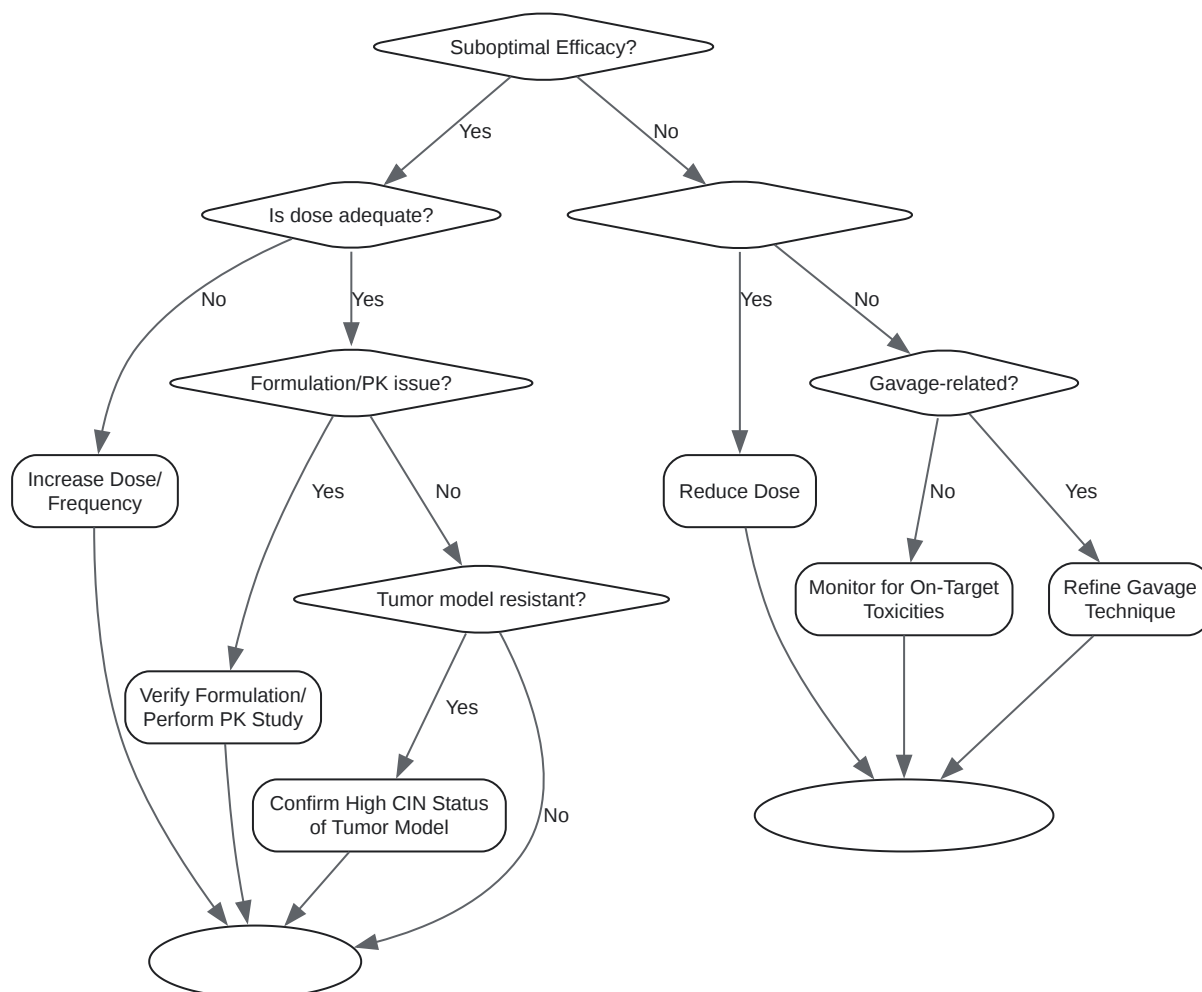 Suboptimal Efficacy?
Yes
No
Is dose adequate?
No
Yes
Yes
No
Formulation/PK issue?
Gavage-related?
Increase Dose/
Frequency
Yes
No
Reduce Dose
No
Yes
Tumor model resistant?
Monitor for On-Target
Toxicities
Refine Gavage
Technique
Verify Formulation/
Perform PK Study
Yes
Confirm High CIN Status
of Tumor Model
No